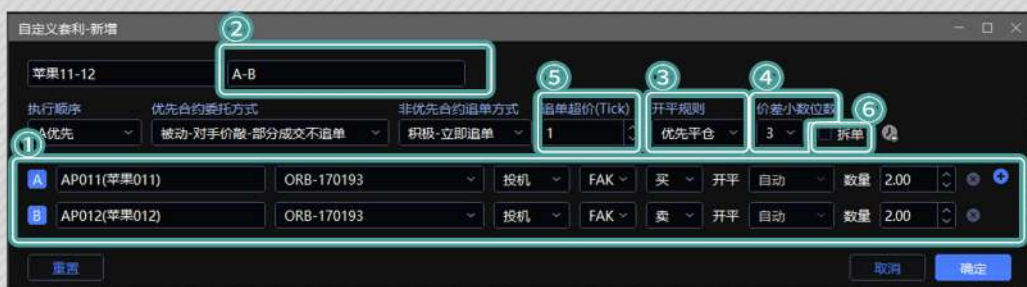 自定义套利-新增
②
苹果11-12 A-B
⑤ ③ ④
执行顺序 优先合约委托方式 非优先合约追单方式 追单超价(Tick) 开平规则 价差小数位数 ⑥
A优先 被动-对手价敲-部分成交不追单 积极-立即追单 1 优先平仓 3 拆单
①
A AP011(苹果011) ORB-170193 投机 FAK 买 开平 自动 数量 2.00
B AP012(苹果012) ORB-170193 投机 FAK 卖 开平 自动 数量 2.00
重置 取消 确定